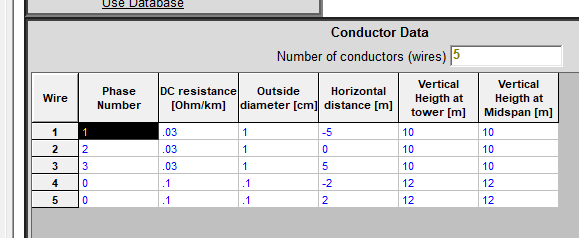 Use Database
Conductor Data
Number of conductors (wires) 5
Wire Phase Number DC resistance [Ohm/km] Outside diameter [cm] Horizontal distance [m] Vertical Heigth at tower [m] Vertical Heigth at Midspan [m]
1 1 .03 1 -5 10 10
2 2 .03 1 0 10 10
3 3 .03 1 5 10 10
4 0 .1 .1 -2 12 12
5 0 .1 .1 2 12 12